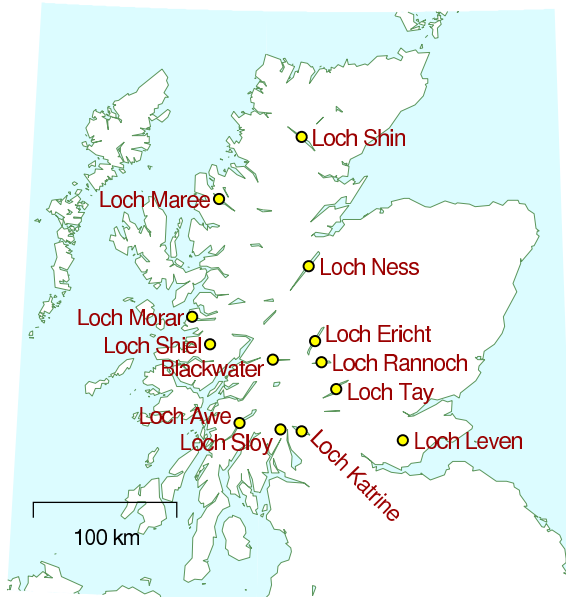 Loch Shin
Loch Maree
Loch Ness
Loch Morar
Loch Ericht
Loch Shiel
Loch Rannoch
Blackwater
Loch Tay
Loch Awe
Loch Sloy
Loch Leven
Loch Katrine
100 km